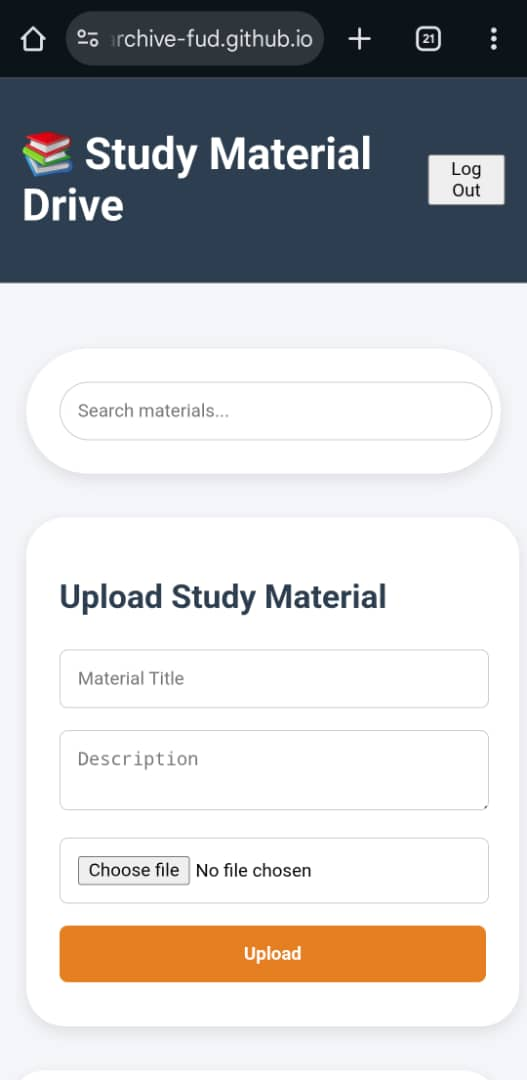 rchive-fud.github.io
21
📚 Study Material
Drive
Log
Out
Search materials...
Upload Study Material
Material Title
Description
Choose file No file chosen
Upload